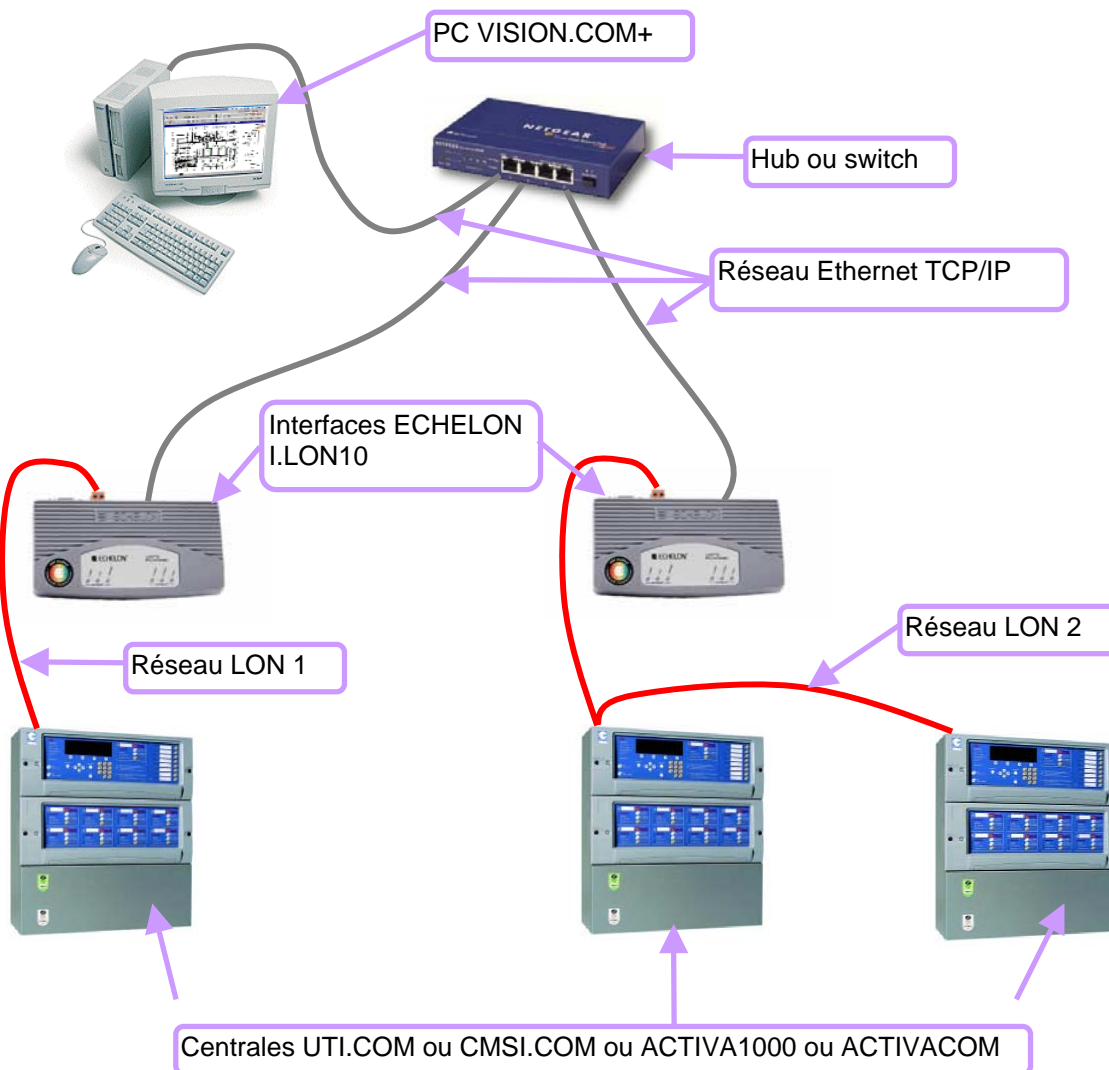 PC VISION.COM+
NETGEAR
Hub ou switch
Réseau Ethernet TCP/IP
Interfaces ECHELON
I.LON10
ECHELON
ECHELON
Réseau LON 2
Réseau LON 1
Centrales UTI.COM ou CMSI.COM ou ACTIVA1000 ou ACTIVACOM